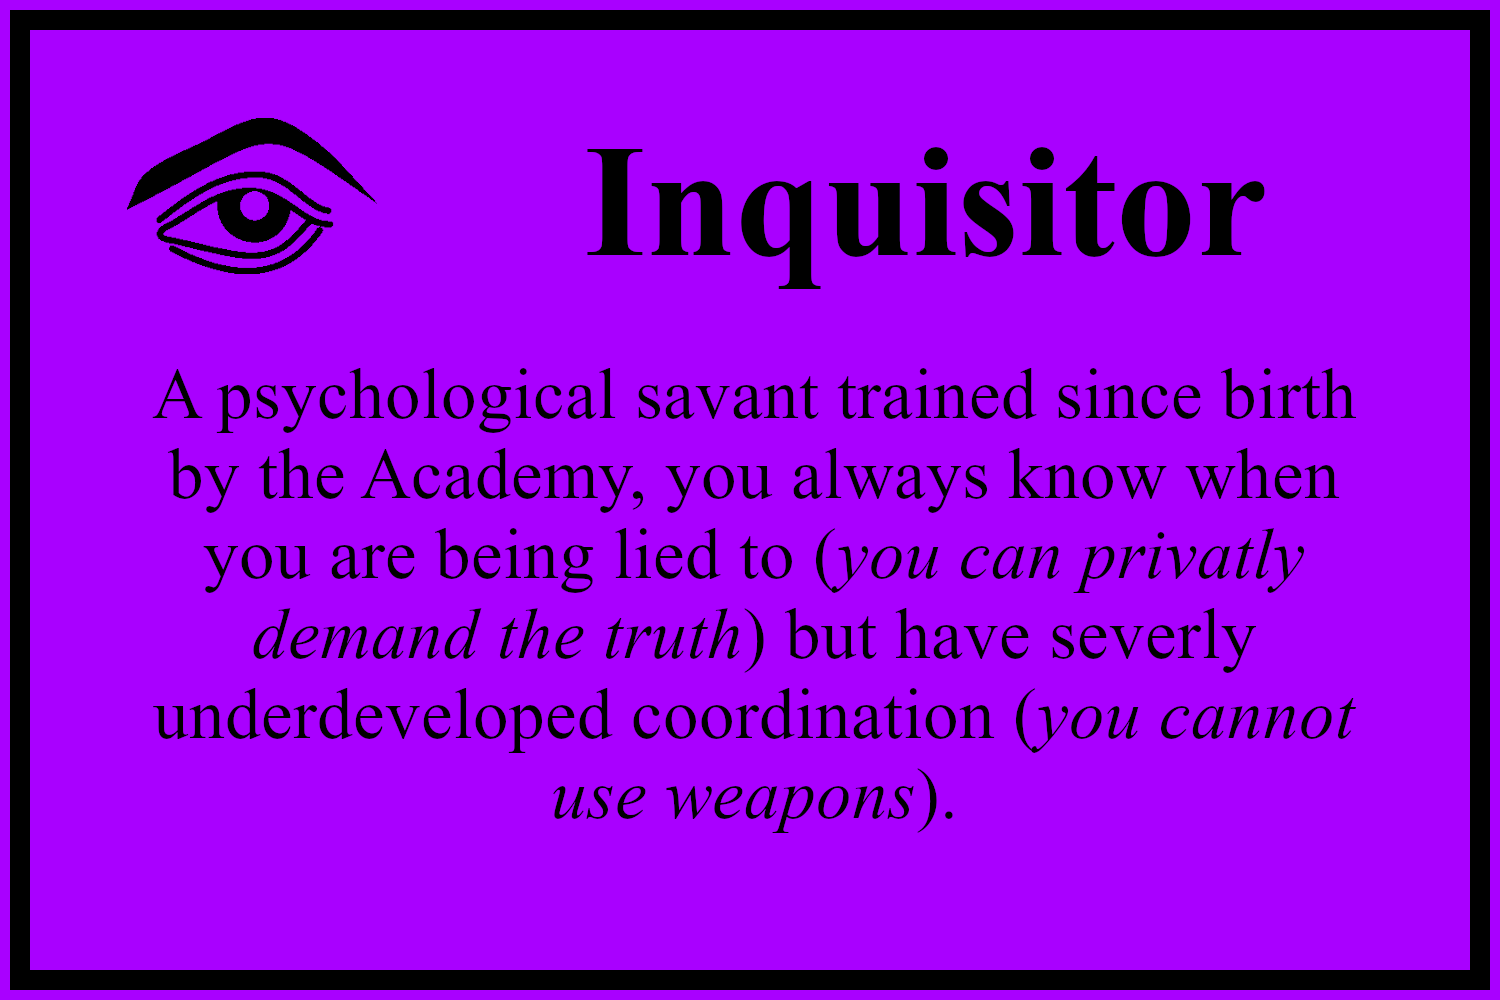 Inquisitor
A psychological savant trained since birth
by the Academy, you always know when
you are being lied to (you can privatly
demand the truth) but have severly
underdeveloped coordination (you cannot
use weapons).